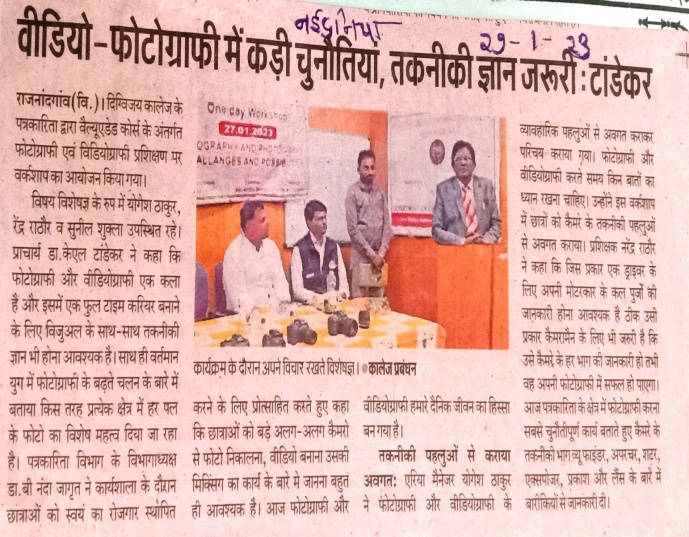 नईदुनिया
29-1-23
वीडियो-फोटोग्राफी में कड़ी चुनौतियां, तकनीकी ज्ञान जरूरी : टांडेकर
राजनांदगांव(वि.)। दिग्विजय कालेज के
पत्रकारिता द्वारा वैल्यूएडेड कोर्स के अंतर्गत
फोटोग्राफी एवं विडियोग्राफी प्रशिक्षण पर
वर्कशाप का आयोजन किया गया।
विषय विशेषज्ञ के रुप में योगेश ठाकुर,
रेंद्र राठौर व सुनील शुक्ला उपस्थित रहे।
प्राचार्य डा.केएल टांडेकर ने कहा कि
फोटोग्राफी और वीडियोग्राफी एक कला
है और इसमें एक फुल टाइम करियर बनाने
के लिए विजुअल के साथ-साथ तकनीकी
ज्ञान भी होना आवश्यक है। साथ ही वर्तमान
युग में फोटोग्राफी के बढ़ते चलन के बारे में
बताया किस तरह प्रत्येक क्षेत्र में हर पल
के फोटो का विशेष महत्व दिया जा रहा
है। पत्रकारिता विभाग के विभागाध्यक्ष
डा.बी नंदा जागृत ने कार्यशाला के दौरान
छात्राओं को स्वयं का रोजगार स्थापित
One day Workshop
27.01.2023
OGRAPHY AND PHOTOGR
ALLANGES AND POSSIB
कार्यक्रम के दौरान अपने विचार रखते विशेषज्ञ। ● कालेज प्रबंधन
करने के लिए प्रोत्साहित करते हुए कहा
कि छात्राओं को बड़े अलग-अलग कैमरो
से फोटो निकालना, वीडियो बनाना उसकी
मिक्सिंग का कार्य के बारे मे जानना बहुत
ही आवश्यक है। आज फोटोग्राफी और
वीडियोग्राफी हमारे दैनिक जीवन का हिस्सा
बन गया है।
तकनीकी पहलुओं से कराया
अवगत: एरिया मैनेजर योगेश ठाकुर
ने फोटोग्राफी और वीडियोग्राफी के
व्यावहारिक पहलुओं से अवगत कराकर
परिचय कराया गया। फोटोग्राफी और
वीडियोग्राफी करते समय किन बातों का
ध्यान रखना चाहिए। उन्होंने इस वर्कशाप
में छात्रों को कैमरे के तकनीकी पहलुओं
से अवगत कराया। प्रशिक्षक नरेंद्र राठौर
ने कहा कि जिस प्रकार एक ड्राइवर के
लिए अपनी मोटरकार के कल पुर्जो की
जानकारी होना आवश्यक है ठीक उसी
प्रकार कैमरामैन के लिए भी जरुरी है कि
उसे कैमरे के हर भाग की जानकारी हो तभी
वह अपनी फोटोग्राफी में सफल हो पाएगा।
आज पत्रकारिता के क्षेत्र में फोटोग्राफी करना
सबसे चुनौतीपूर्ण कार्य बताते हुए कैमरे के
तकनीकी भाग व्यू फाइंडर, अपरचर, शटर,
एक्सपोजर, प्रकाश और लैंस के बारे में
बारीकियों से जानकारी दी।